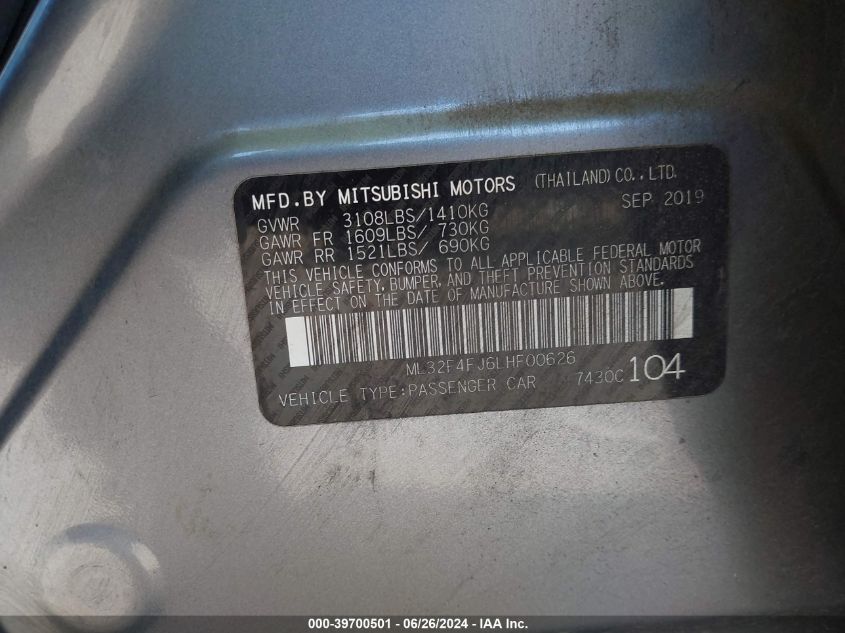 MFD.BY MITSUBISHI MOTORS (THAILAND)CO.,LTD.
GVWR 3108LBS/1410KG SEP 2019
GAWR FR 1609LBS/ 730KG
GAWR RR 1521LBS/ 690KG
THIS VEHICLE CONFORMS TO ALL APPLICABLE FEDERAL MOTOR
VEHICLE SAFETY, BUMPER, AND THEFT PREVENTION STANDARDS
IN EFFECT ON THE DATE OF MANUFACTURE SHOWN ABOVE.
ML32F4FJ6LHF00626
VEHICLE TYPE:PASSENGER CAR 7430C 104
000-39700501 - 06/26/2024 - IAA Inc.